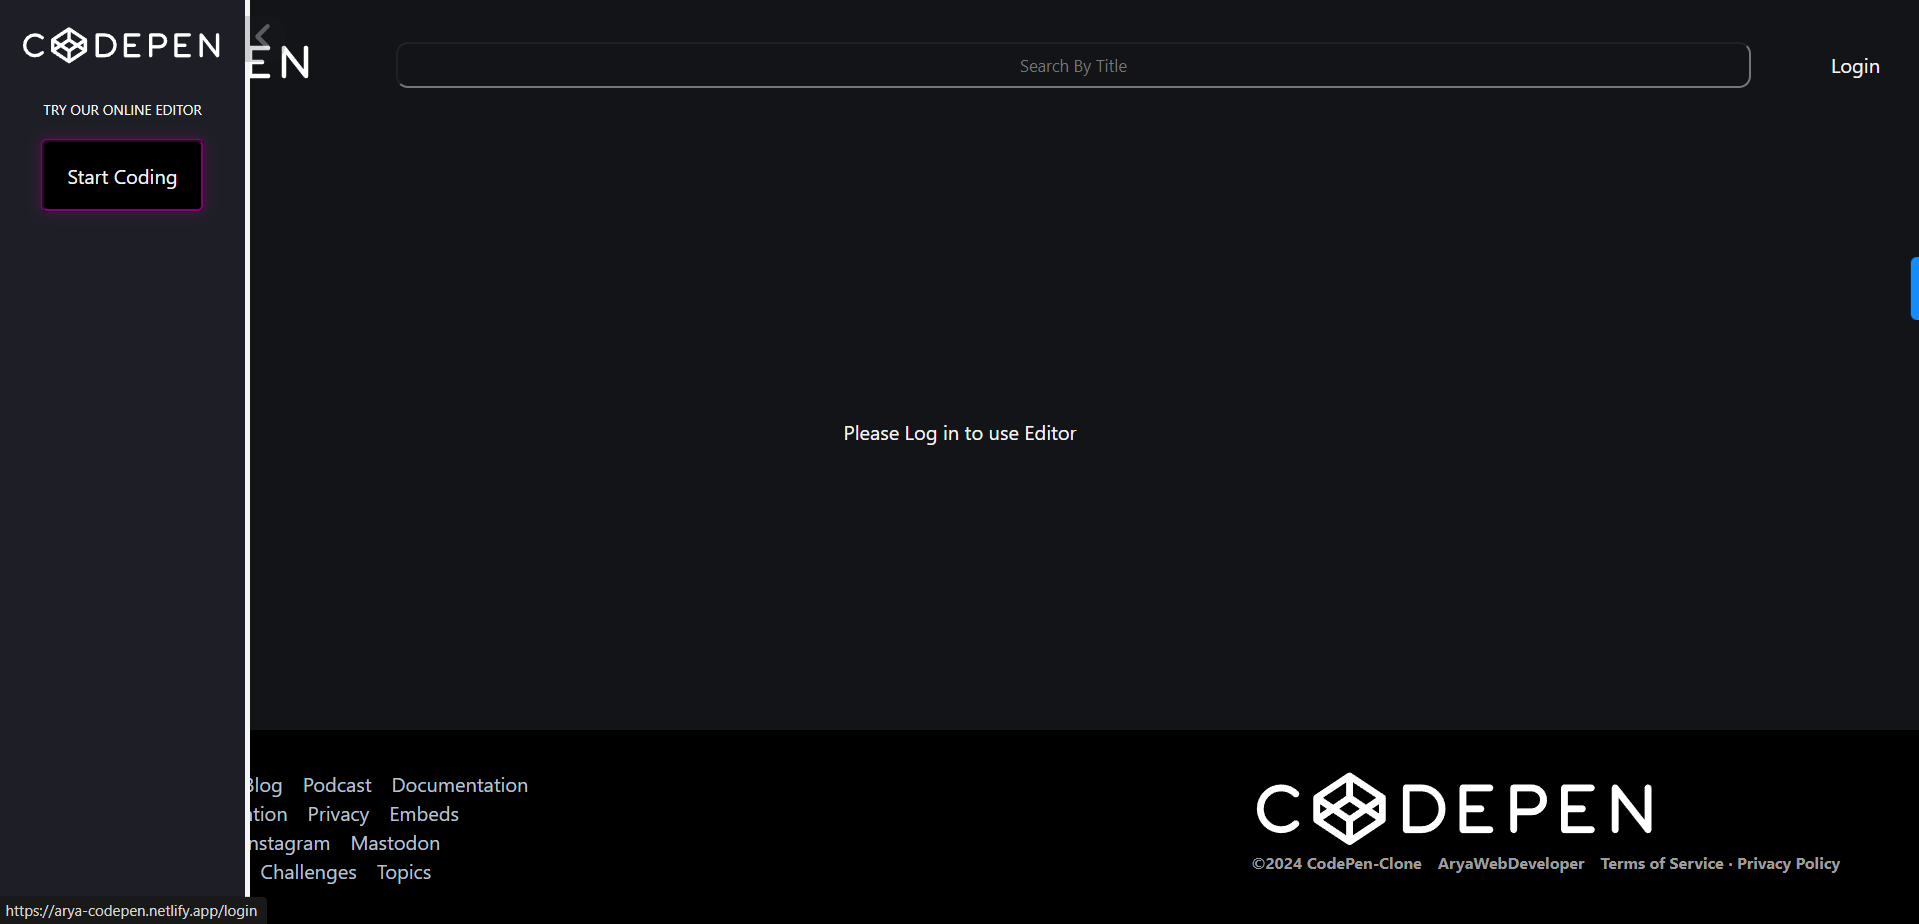 CODEPEN
EN
Search By Title
Login
TRY OUR ONLINE EDITOR
Start Coding
Please Log in to use Editor
Blog Podcast Documentation
ation Privacy Embeds
nstagram Mastodon
Challenges Topics
CODEPEN
©2024 CodePen-Clone AryaWebDeveloper Terms of Service · Privacy Policy
https://arya-codepen.netlify.app/login